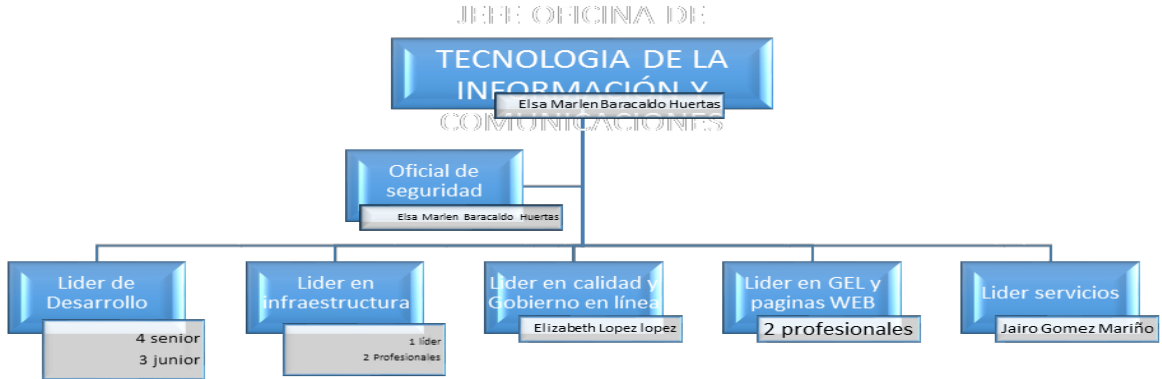 JEFE OFICINA DE
TECNOLOGIA DE LA
INFORMACIÓN Y
Elsa Marlen Baracaldo Huertas
COMUNICACIONES
Oficial de
seguridad
Elsa Marlen Baracaldo Huertas
Lider de
Desarrollo
4 senior
3 junior
Lider en
infraestructura
1 líder
2 Profesionales
Lider en calidad y
Gobierno en línea
Elizabeth Lopez lopez
Lider en GEL y
paginas WEB
2 profesionales
Lider servicios
Jairo Gomez Mariño